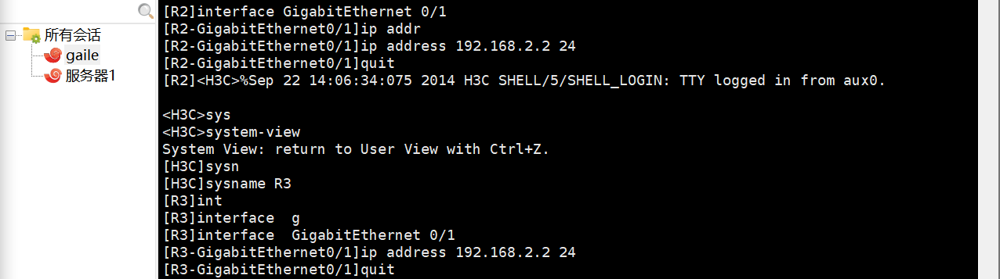 所有会话
gaile
服务器1
[R2]interface GigabitEthernet 0/1
[R2-GigabitEthernet0/1]ip addr
[R2-GigabitEthernet0/1]ip address 192.168.2.2 24
[R2-GigabitEthernet0/1]quit
[R2]<H3C>%Sep 22 14:06:34:075 2014 H3C SHELL/5/SHELL_LOGIN: TTY logged in from aux0.
<H3C>sys
<H3C>system-view
System View: return to User View with Ctrl+Z.
[H3C]sysn
[H3C]sysname R3
[R3]int
[R3]interface  g
[R3]interface  GigabitEthernet 0/1
[R3-GigabitEthernet0/1]ip address 192.168.2.2 24
[R3-GigabitEthernet0/1]quit